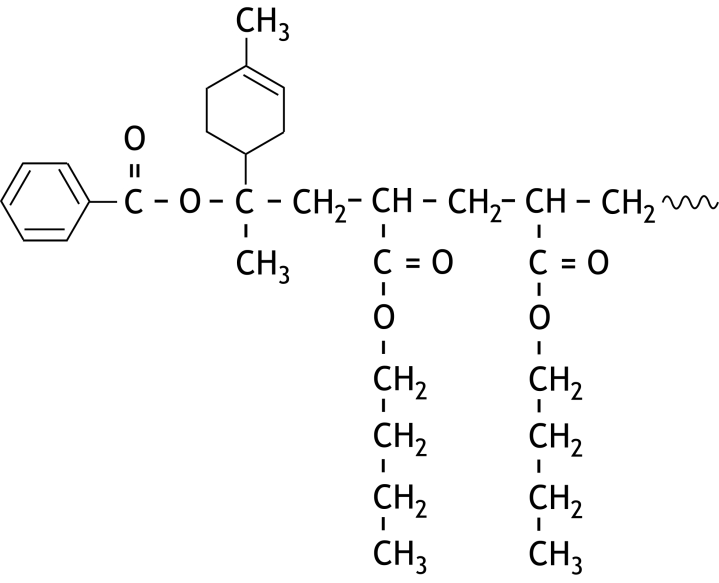 CH₃
O
C – O – C – CH₂ – CH – CH₂ – CH – CH₂
CH₃ C = O C = O
O O
CH₂ CH₂
CH₂ CH₂
CH₂ CH₂
CH₃ CH₃